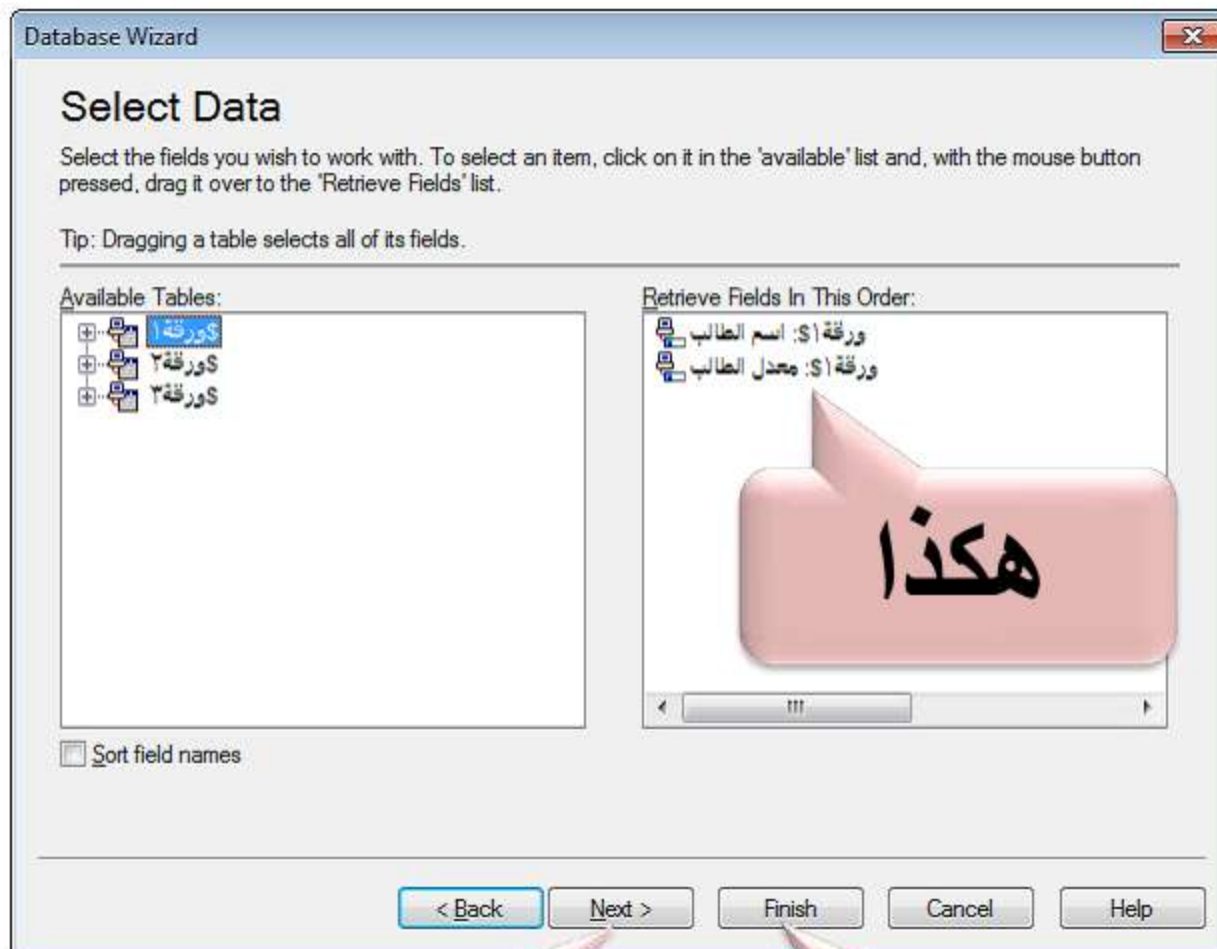 Database Wizard
Select Data
Select the fields you wish to work with. To select an item, click on it in the 'available' list and, with the mouse button
pressed, drag it over to the 'Retrieve Fields' list.
Tip: Dragging a table selects all of its fields.
Available Tables:
ورقة١$
ورقة٢$
ورقة٣$
Retrieve Fields In This Order:
ورقة١$: اسم الطالب
ورقة١$: معدل الطالب
هكذا
Sort field names
< Back
Next >
Finish
Cancel
Help